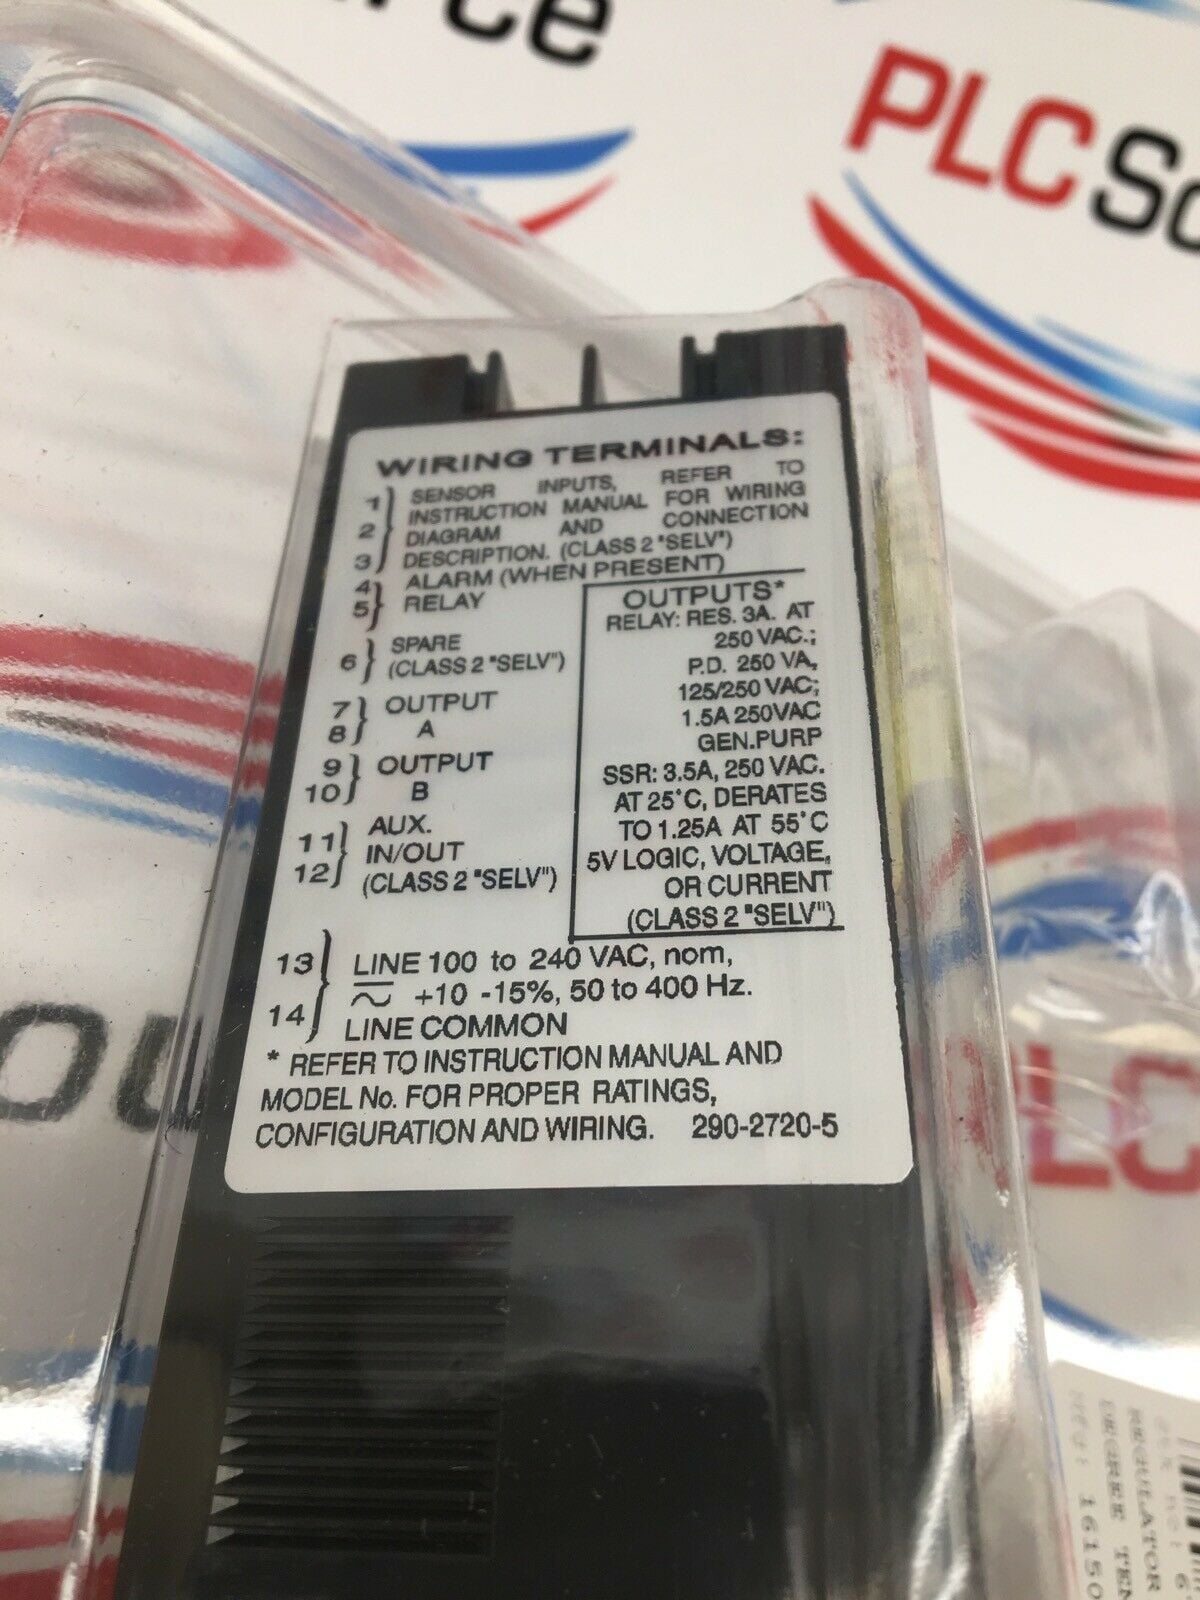 rce
PLC So
WIRING TERMINALS:
1 } SENSOR INPUTS, REFER TO
2 INSTRUCTION MANUAL FOR WIRING
DIAGRAM AND CONNECTION
3 DESCRIPTION. (CLASS 2 "SELV")
4 } ALARM (WHEN PRESENT)
5 RELAY
6 } SPARE
(CLASS 2 "SELV")
7 } OUTPUT
8 A
9 } OUTPUT
10 B
11 } AUX.
12 IN/OUT
(CLASS 2 "SELV")
OUTPUTS*
RELAY: RES. 3A. AT
250 VAC.;
P.D. 250 VA,
125/250 VAC;
1.5A 250VAC
GEN.PURP
SSR: 3.5A, 250 VAC.
AT 25°C, DERATES
TO 1.25A AT 55°C
5V LOGIC, VOLTAGE,
OR CURRENT
(CLASS 2 "SELV")
13 } LINE 100 to 240 VAC, nom,
+10 -15%, 50 to 400 Hz.
14 LINE COMMON
* REFER TO INSTRUCTION MANUAL AND
MODEL No. FOR PROPER RATINGS,
CONFIGURATION AND WIRING. 290-2720-5
ou
PLC
REGULATOR
DEGREE TEM
16150